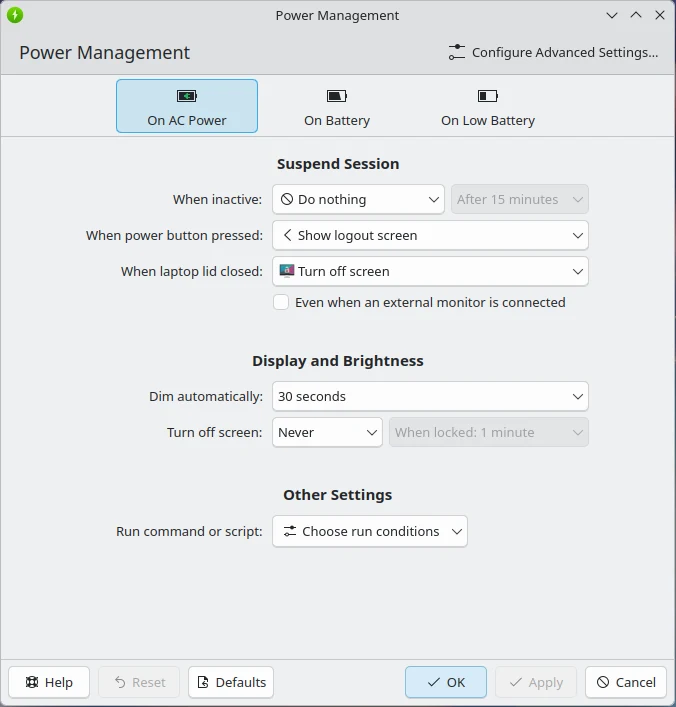 Power Management
Power Management
Configure Advanced Settings...
On AC Power
On Battery
On Low Battery
Suspend Session
When inactive: Do nothing After 15 minutes
When power button pressed: Show logout screen
When laptop lid closed: Turn off screen
Even when an external monitor is connected
Display and Brightness
Dim automatically: 30 seconds
Turn off screen: Never When locked: 1 minute
Other Settings
Run command or script: Choose run conditions
Help Reset Defaults OK Apply Cancel